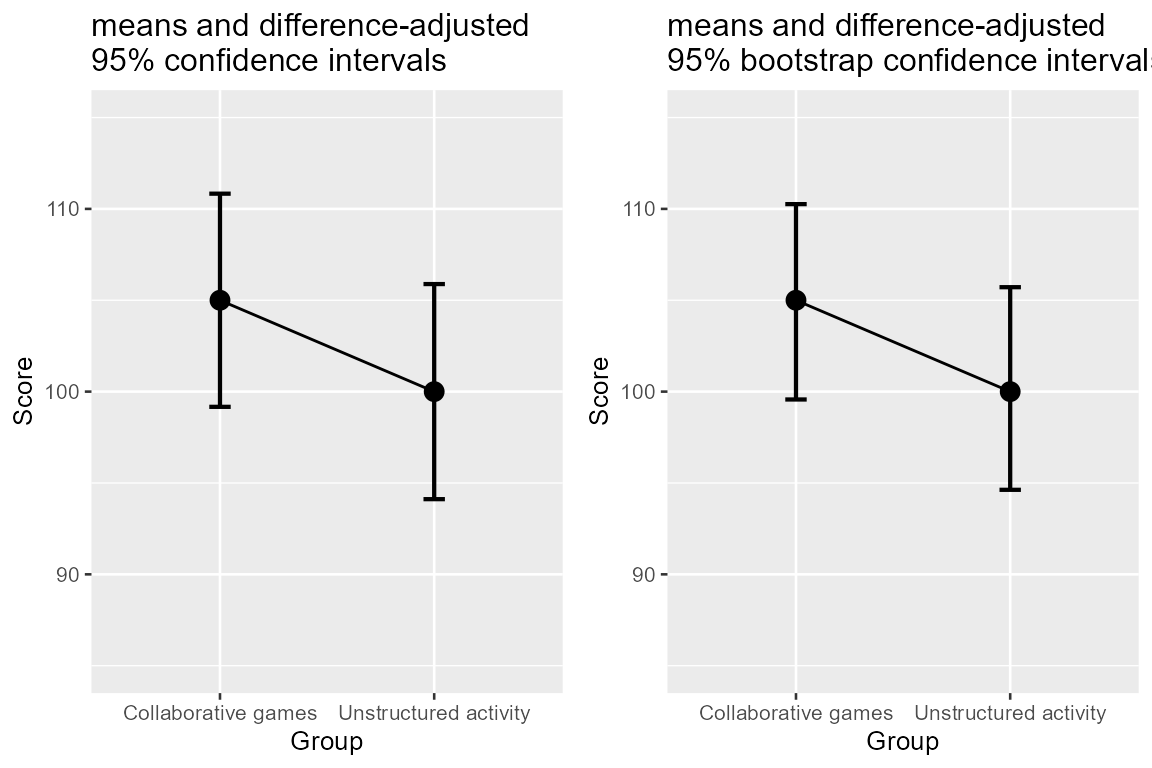 means and difference-adjusted
95% confidence intervals
Score
110
100
90
Collaborative games
Unstructured activity
Group
means and difference-adjusted
95% bootstrap confidence intervals
Score
110
100
90
Collaborative games
Unstructured activity
Group